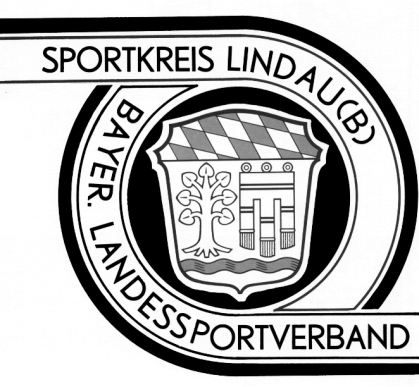 SPORTKREIS LINDAU(B)
BAYER. LANDESSPORTVERBAND